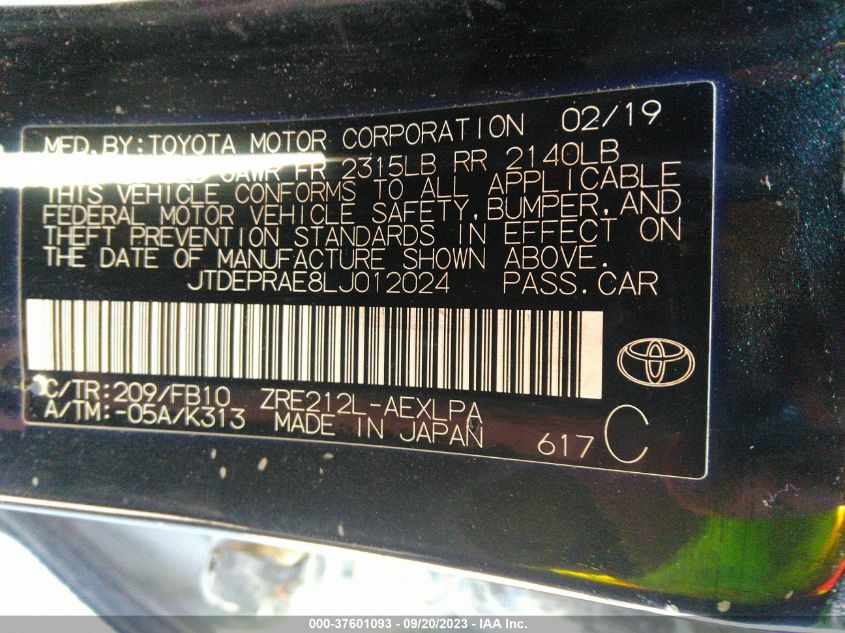 MFD. BY: TOYOTA MOTOR CORPORATION 02/19
GAWR FR 2315LB RR 2140LB
THIS VEHICLE CONFORMS TO ALL APPLICABLE
FEDERAL MOTOR VEHICLE SAFETY, BUMPER, AND
THEFT PREVENTION STANDARDS IN EFFECT ON
THE DATE OF MANUFACTURE SHOWN ABOVE.
JTDEPRAE8LJ012024 PASS. CAR
C/TR: 209/FB10 ZRE212L-AEXLPA
A/TM: -05A/K313 MADE IN JAPAN 617 C
000-37601093 - 09/20/2023 - IAA Inc.